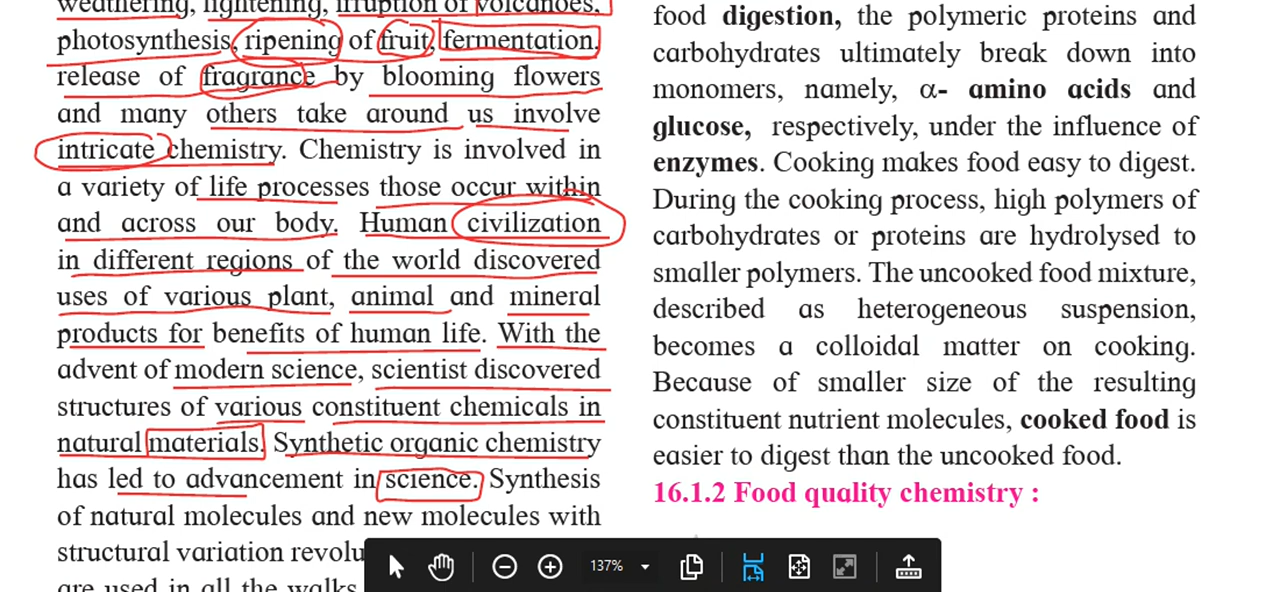 weathering, lightening, irruption of volcanoes,
photosynthesis, ripening of fruit, fermentation,
release of fragrance by blooming flowers
and many others take around us involve
intricate chemistry. Chemistry is involved in
a variety of life processes those occur within
and across our body. Human civilization
in different regions of the world discovered
uses of various plant, animal and mineral
products for benefits of human life. With the
advent of modern science, scientist discovered
structures of various constituent chemicals in
natural materials. Synthetic organic chemistry
has led to advancement in science. Synthesis
of natural molecules and new molecules with
structural variation revolu
are used in all the walks
food digestion, the polymeric proteins and
carbohydrates ultimately break down into
monomers, namely, α- amino acids and
glucose, respectively, under the influence of
enzymes. Cooking makes food easy to digest.
During the cooking process, high polymers of
carbohydrates or proteins are hydrolysed to
smaller polymers. The uncooked food mixture,
described as heterogeneous suspension,
becomes a colloidal matter on cooking.
Because of smaller size of the resulting
constituent nutrient molecules, cooked food is
easier to digest than the uncooked food.
16.1.2 Food quality chemistry :
137%